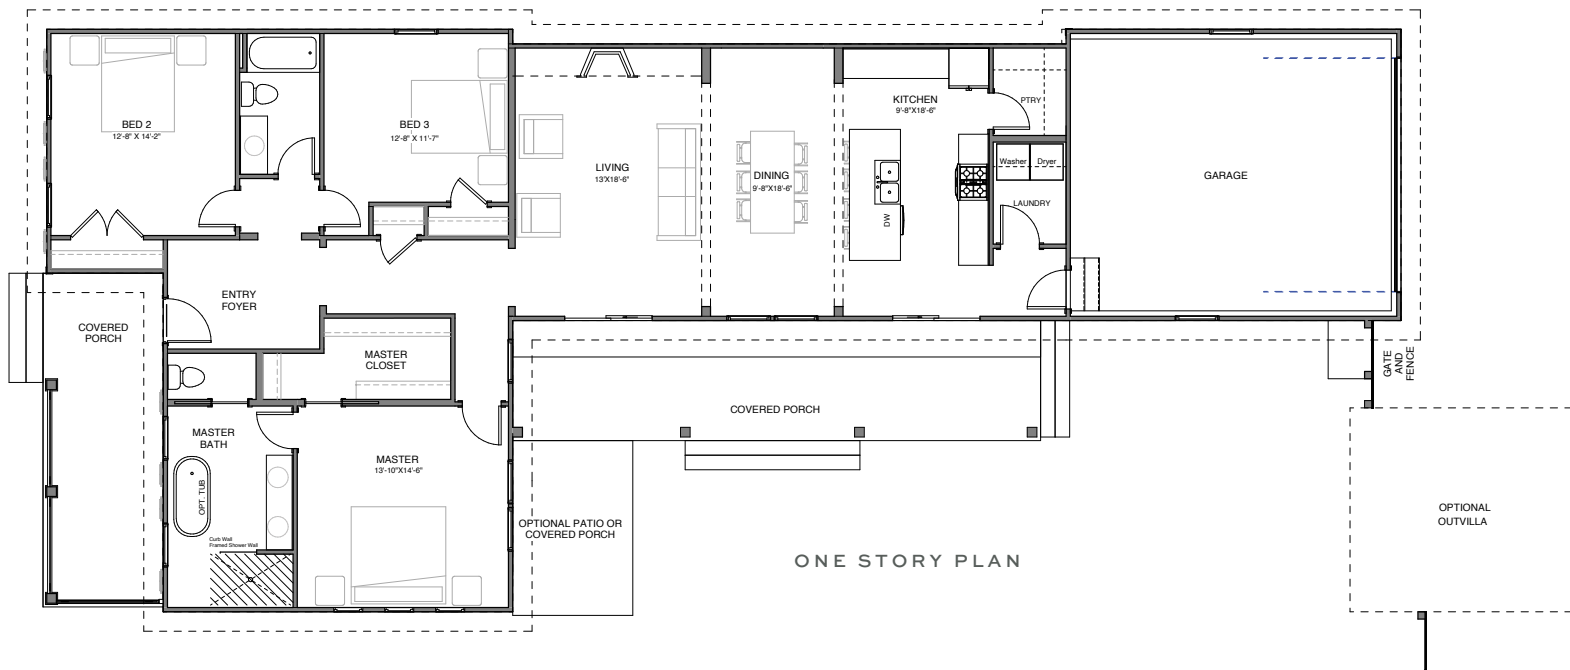 BED 2
12'-8" X 14'-2"
BED 3
12'-8" X 11'-7"
LIVING
13'X18'-6"
DINING
9'-8"X18'-6"
KITCHEN
9'-8"X18'-6"
DW
PTRY
Washer
Dryer
LAUNDRY
GARAGE
ENTRY
FOYER
COVERED
PORCH
MASTER
CLOSET
MASTER
BATH
OPT. TUB
Curb Wall
Framed Shower Wall
MASTER
13'-10"X14'-6"
COVERED PORCH
OPTIONAL PATIO OR
COVERED PORCH
GATE
AND
FENCE
OPTIONAL
OUTVILLA
ONE STORY PLAN